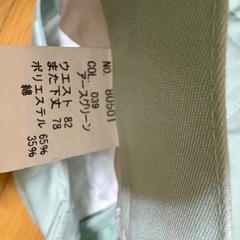 NO. 80501
COL. 039
アースグリーン
ウエスト 82
また下丈 78
ポリエステル 65%
綿 35%